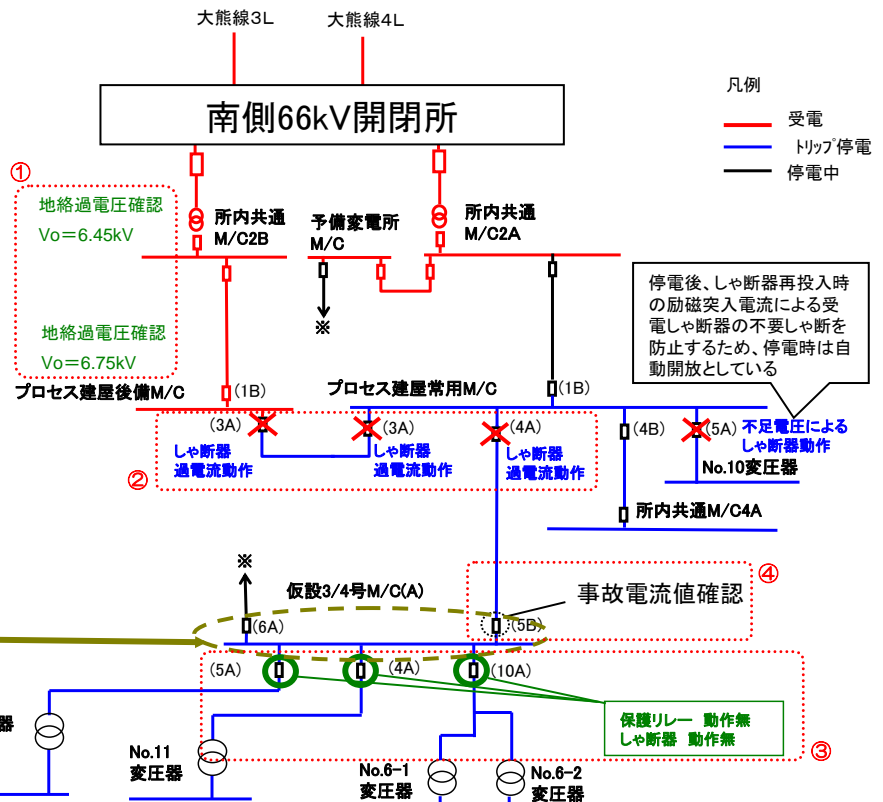 大熊線3L
大熊線4L
南側66kV開閉所
凡例
受電
トリップ停電
停電中
①
地絡過電圧確認
Vo=6.45kV
所内共通
M/C2B
予備変電所
M/C
所内共通
M/C2A
※
停電後、しゃ断器再投入時
の励磁突入電流による受
電しゃ断器の不要しゃ断を
防止するため、停電時は自
動開放としている
地絡過電圧確認
Vo=6.75kV
プロセス建屋後備M/C
(1B)
プロセス建屋常用M/C
(1B)
(3A)
しゃ断器
過電流動作
(3A)
しゃ断器
過電流動作
(4A)
しゃ断器
過電流動作
(4B)
(5A)
不足電圧による
しゃ断器動作
No.10変圧器
②
所内共通M/C4A
※
仮設3/4号M/C(A)
④
事故電流値確認
(6A)
(5B)
(5A)
(4A)
(10A)
保護リレー 動作無
しゃ断器 動作無
③
器
No.11
変圧器
No.6-1
変圧器
No.6-2
変圧器